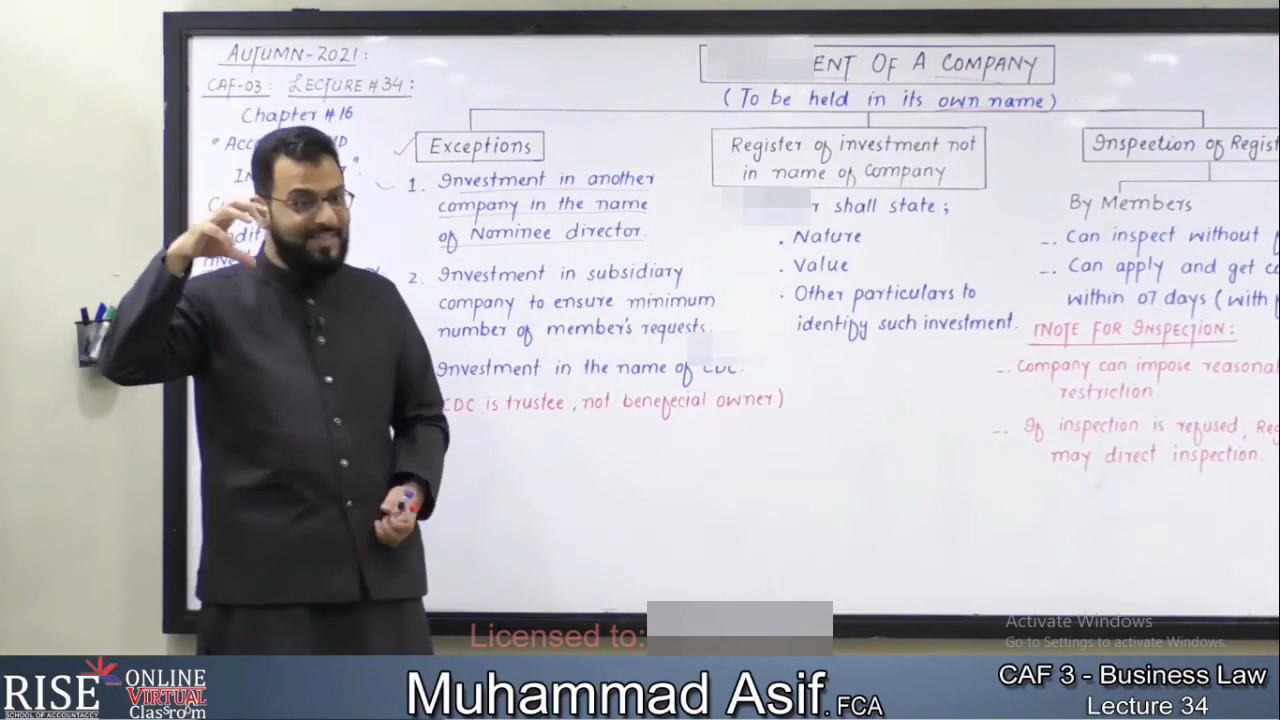 AUTUMN-2021:
CAF-03: LECTURE #34:
Chapter #16
ENT OF A COMPANY
(To be held in its own name)
Exceptions
1. Investment in another
company in the name
of Nominee director.
2. Investment in subsidiary
company to ensure minimum
number of member's requests.
Investment in the name of CDC.
CDC is trustee, not benefecial owner)
Register of investment not
in name of company
shall state;
. Nature
. Value
. Other particulars to
identify such investment.
Inspection of
By Members
-. Can inspect without
-. Can apply and get
within 07 days (with
NOTE FOR INSPECTION:
-. Company can impose
restriction.
-. If inspection is refused,
may direct inspection.
Licensed to:
Activate Windows
Go to Settings to activate Windows.
RISE
SCHOOL OF ACCOUNTANCY
ONLINE
VIRTUAL
Classroom
Muhammad Asif. FCA
CAF 3 - Business Law
Lecture 34